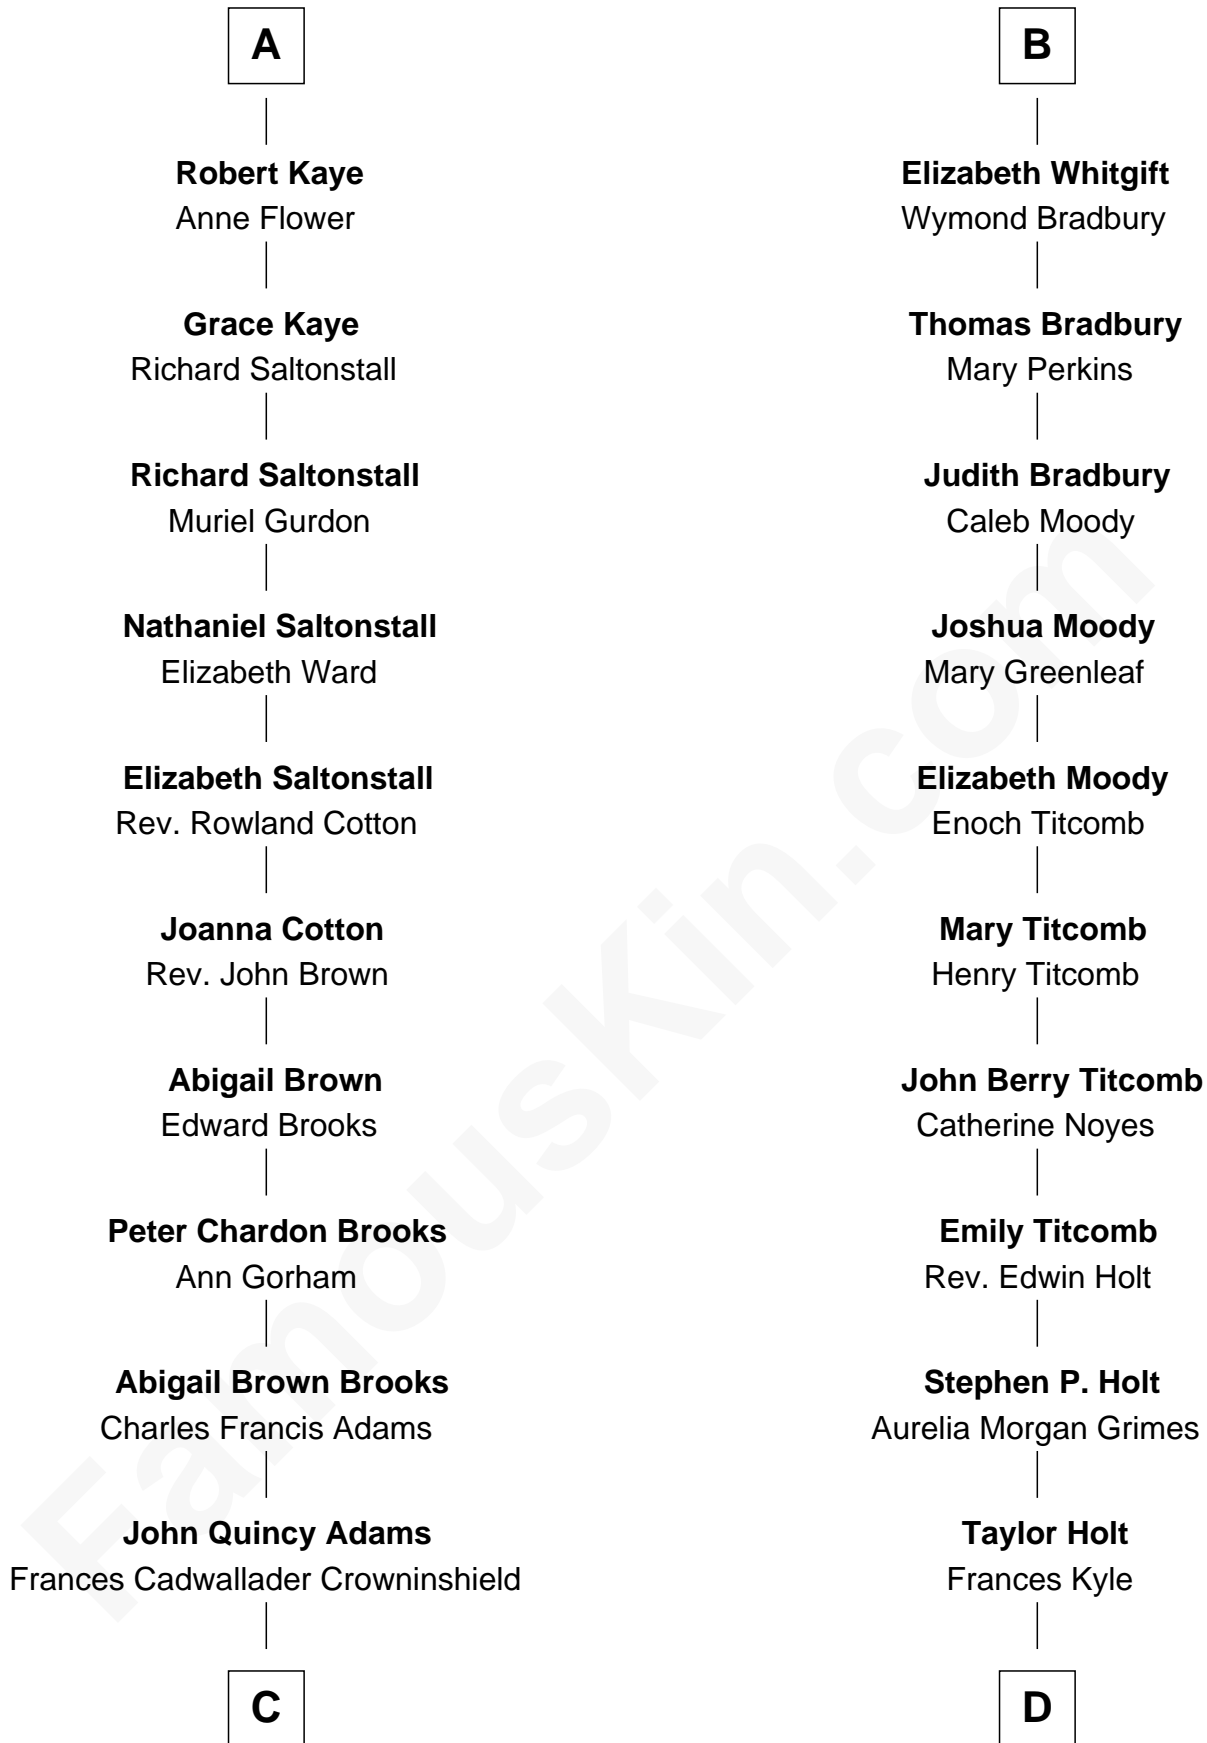 A
Robert Kaye
Anne Flower
Grace Kaye
Richard Saltonstall
Richard Saltonstall
Muriel Gurdon
Nathaniel Saltonstall
Elizabeth Ward
Elizabeth Saltonstall
Rev. Rowland Cotton
Joanna Cotton
Rev. John Brown
Abigail Brown
Edward Brooks
Peter Chardon Brooks
Ann Gorham
Abigail Brown Brooks
Charles Francis Adams
John Quincy Adams
Frances Cadwallader Crowninshield
C
B
Elizabeth Whitgift
Wymond Bradbury
Thomas Bradbury
Mary Perkins
Judith Bradbury
Caleb Moody
Joshua Moody
Mary Greenleaf
Elizabeth Moody
Enoch Titcomb
Mary Titcomb
Henry Titcomb
John Berry Titcomb
Catherine Noyes
Emily Titcomb
Rev. Edwin Holt
Stephen P. Holt
Aurelia Morgan Grimes
Taylor Holt
Frances Kyle
D
FamousKin.com